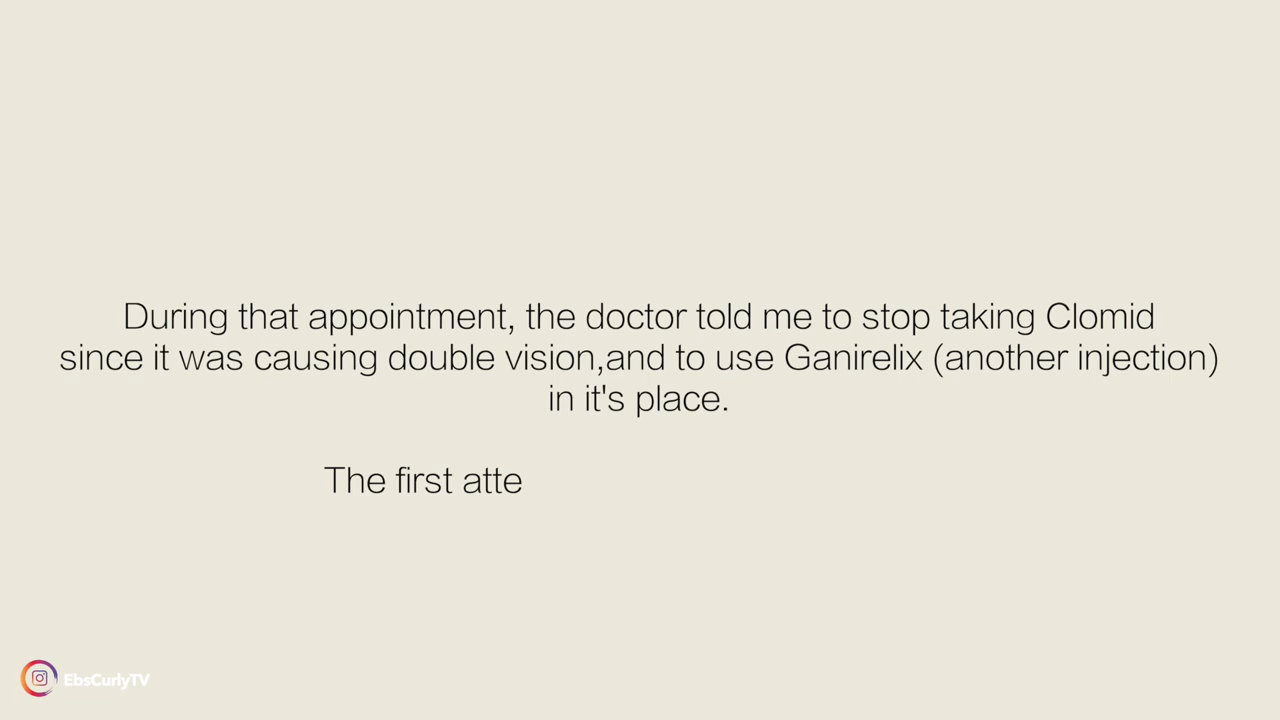 During that appointment, the doctor told me to stop taking Clomid
since it was causing double vision,and to use Ganirelix (another injection)
in it's place.
The first atte
EbsCurlyTV